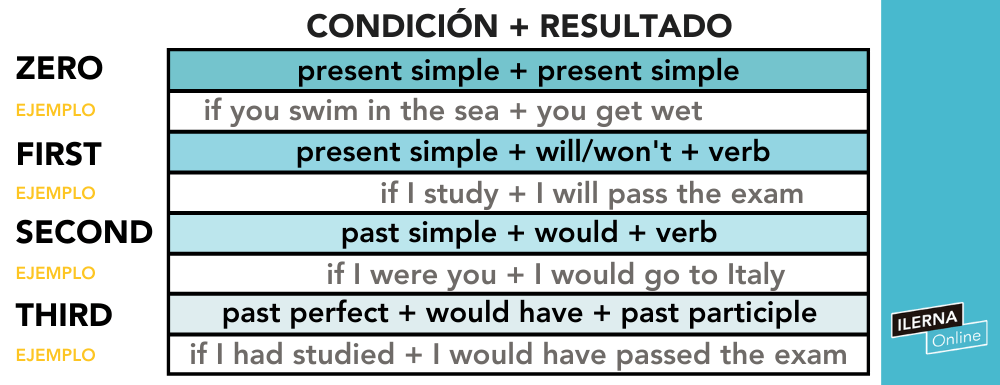 CONDICIÓN + RESULTADO
ZERO
present simple + present simple
EJEMPLO
if you swim in the sea + you get wet
FIRST
present simple + will/won't + verb
EJEMPLO
if I study + I will pass the exam
SECOND
past simple + would + verb
EJEMPLO
if I were you + I would go to Italy
THIRD
past perfect + would have + past participle
EJEMPLO
if I had studied + I would have passed the exam
ILERNA
Online